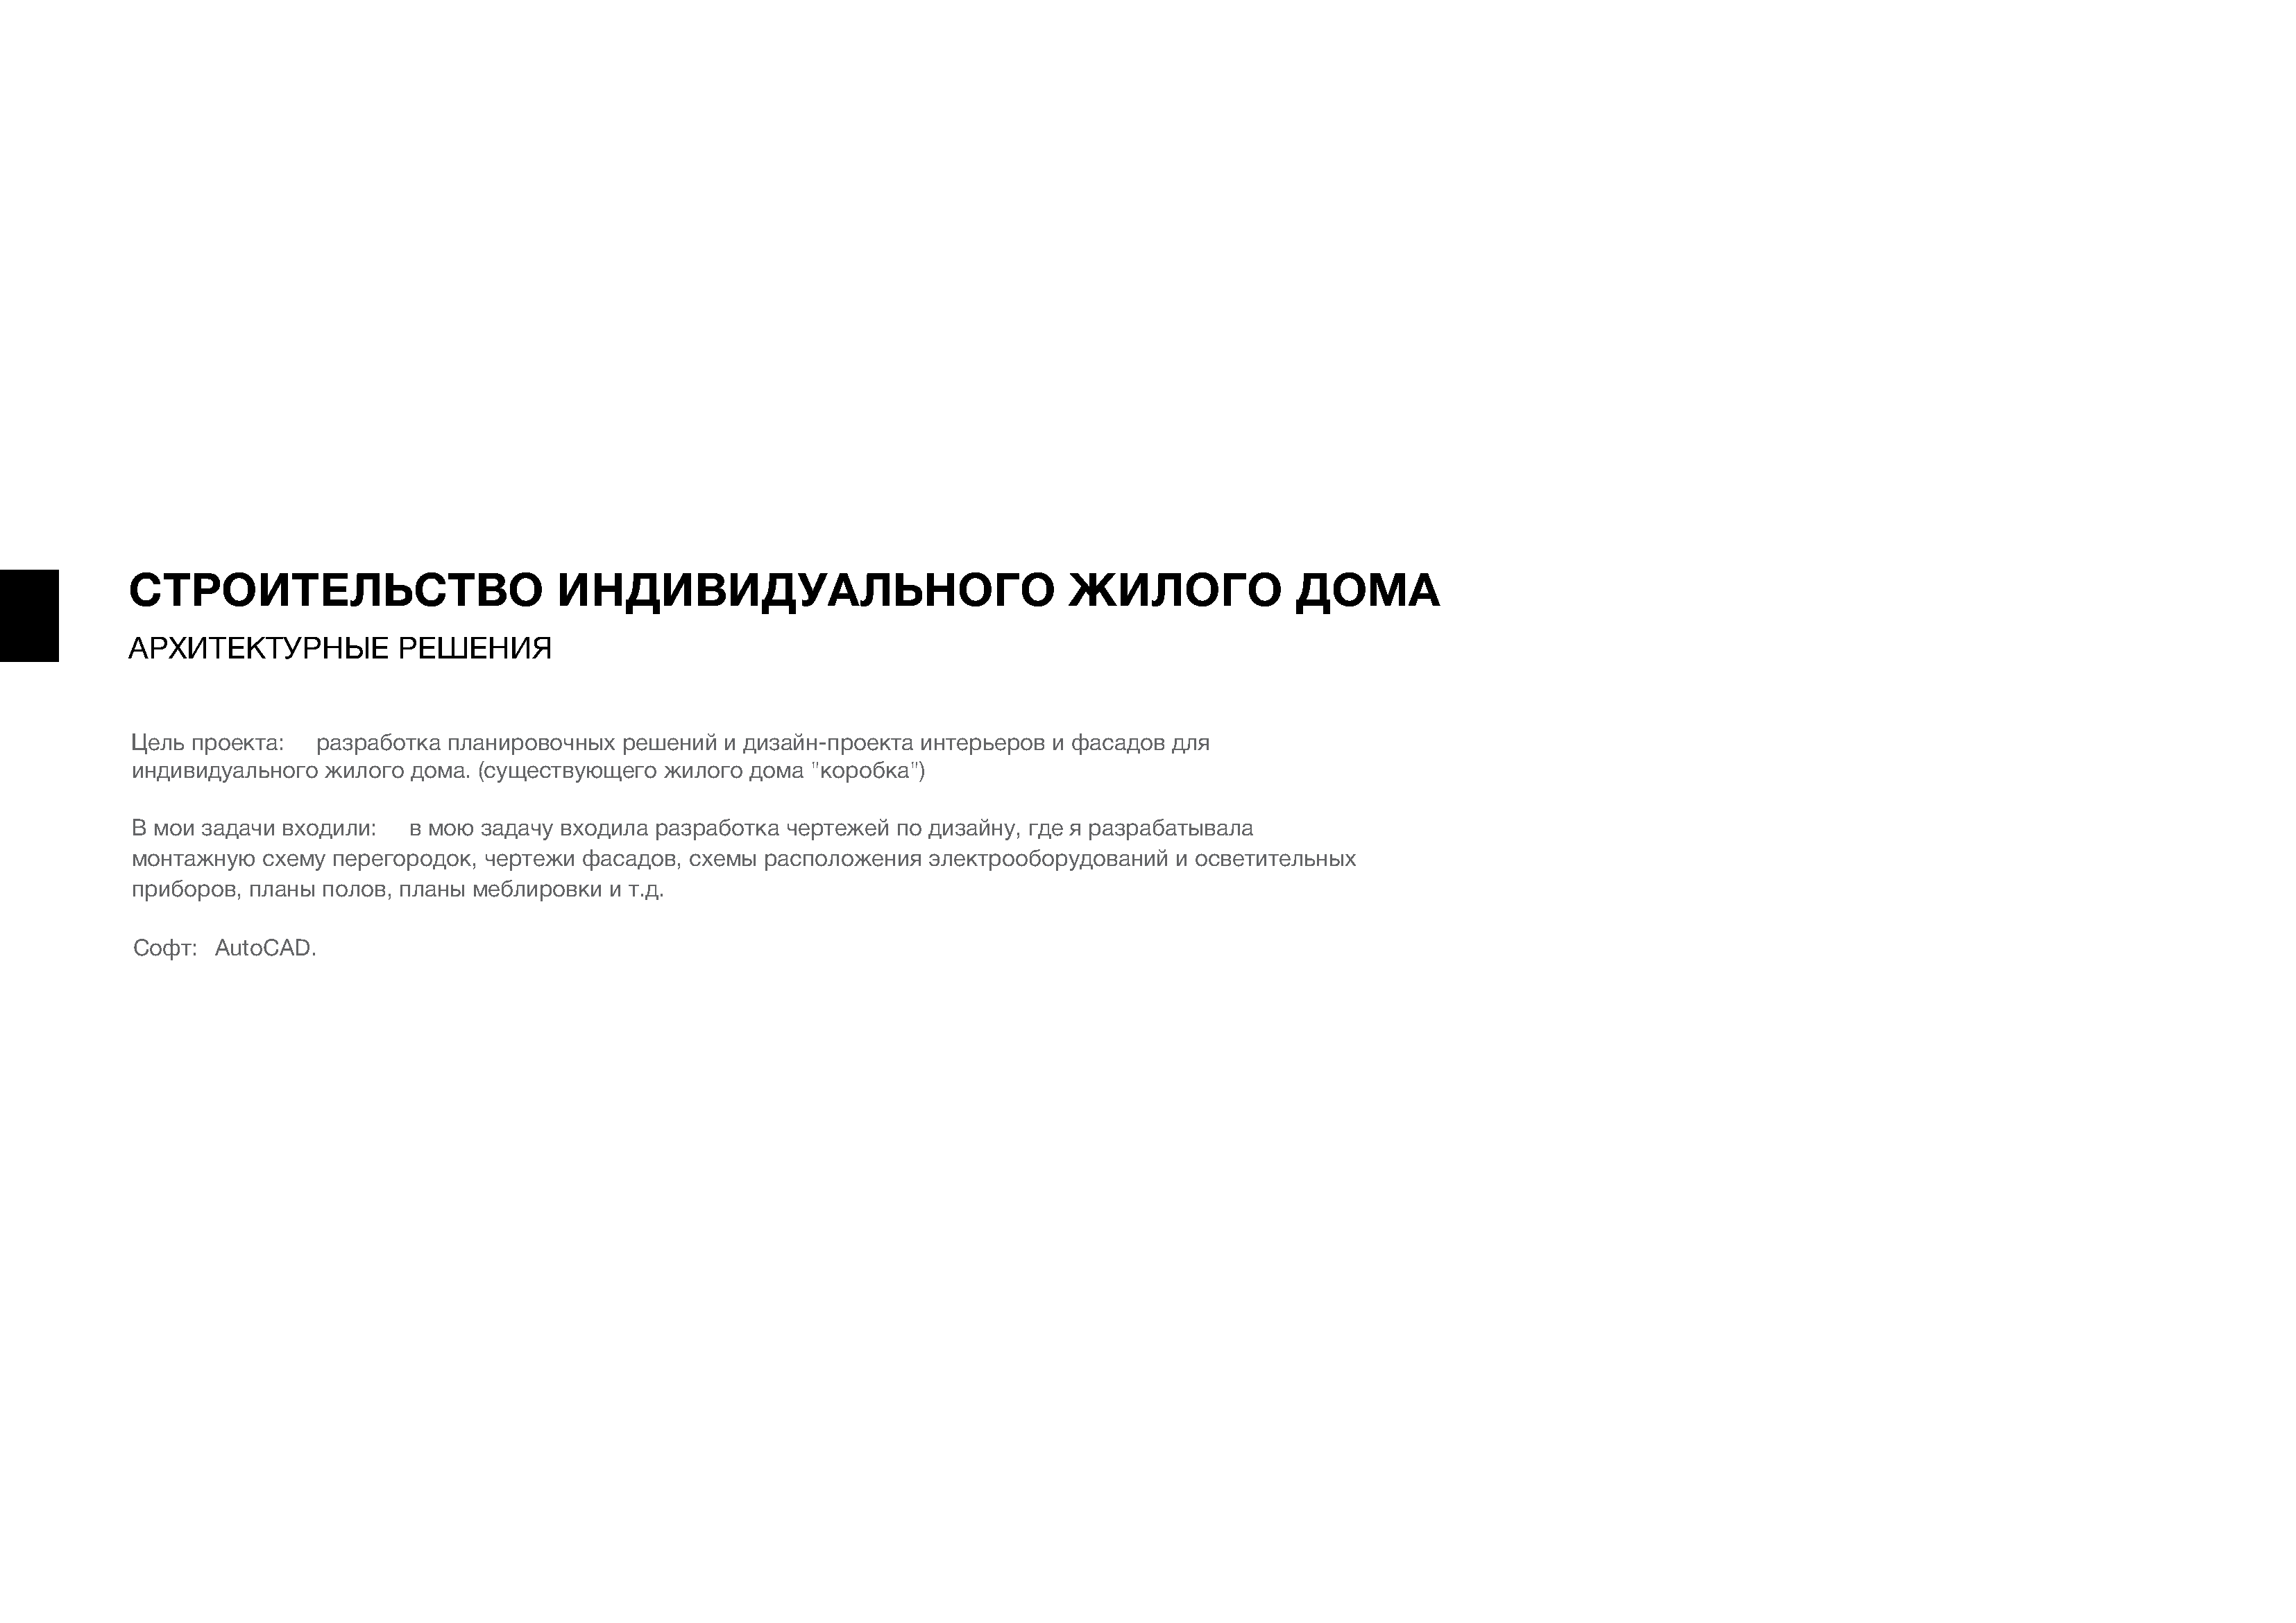 СТРОИТЕЛЬСТВО ИНДИВИДУАЛЬНОГО ЖИЛОГО ДОМА
АРХИТЕКТУРНЫЕ РЕШЕНИЯ
Цель проекта: разработка планировочных решений и дизайн-проекта интерьеров и фасадов для
индивидуального жилого дома. (существующего жилого дома "коробка")
В мои задачи входили: в мою задачу входила разработка чертежей по дизайну, где я разрабатывала
монтажную схему перегородок, чертежи фасадов, схемы расположения электрооборудований и осветительных
приборов, планы полов, планы меблировки и т.д.
Софт: AutoCAD.